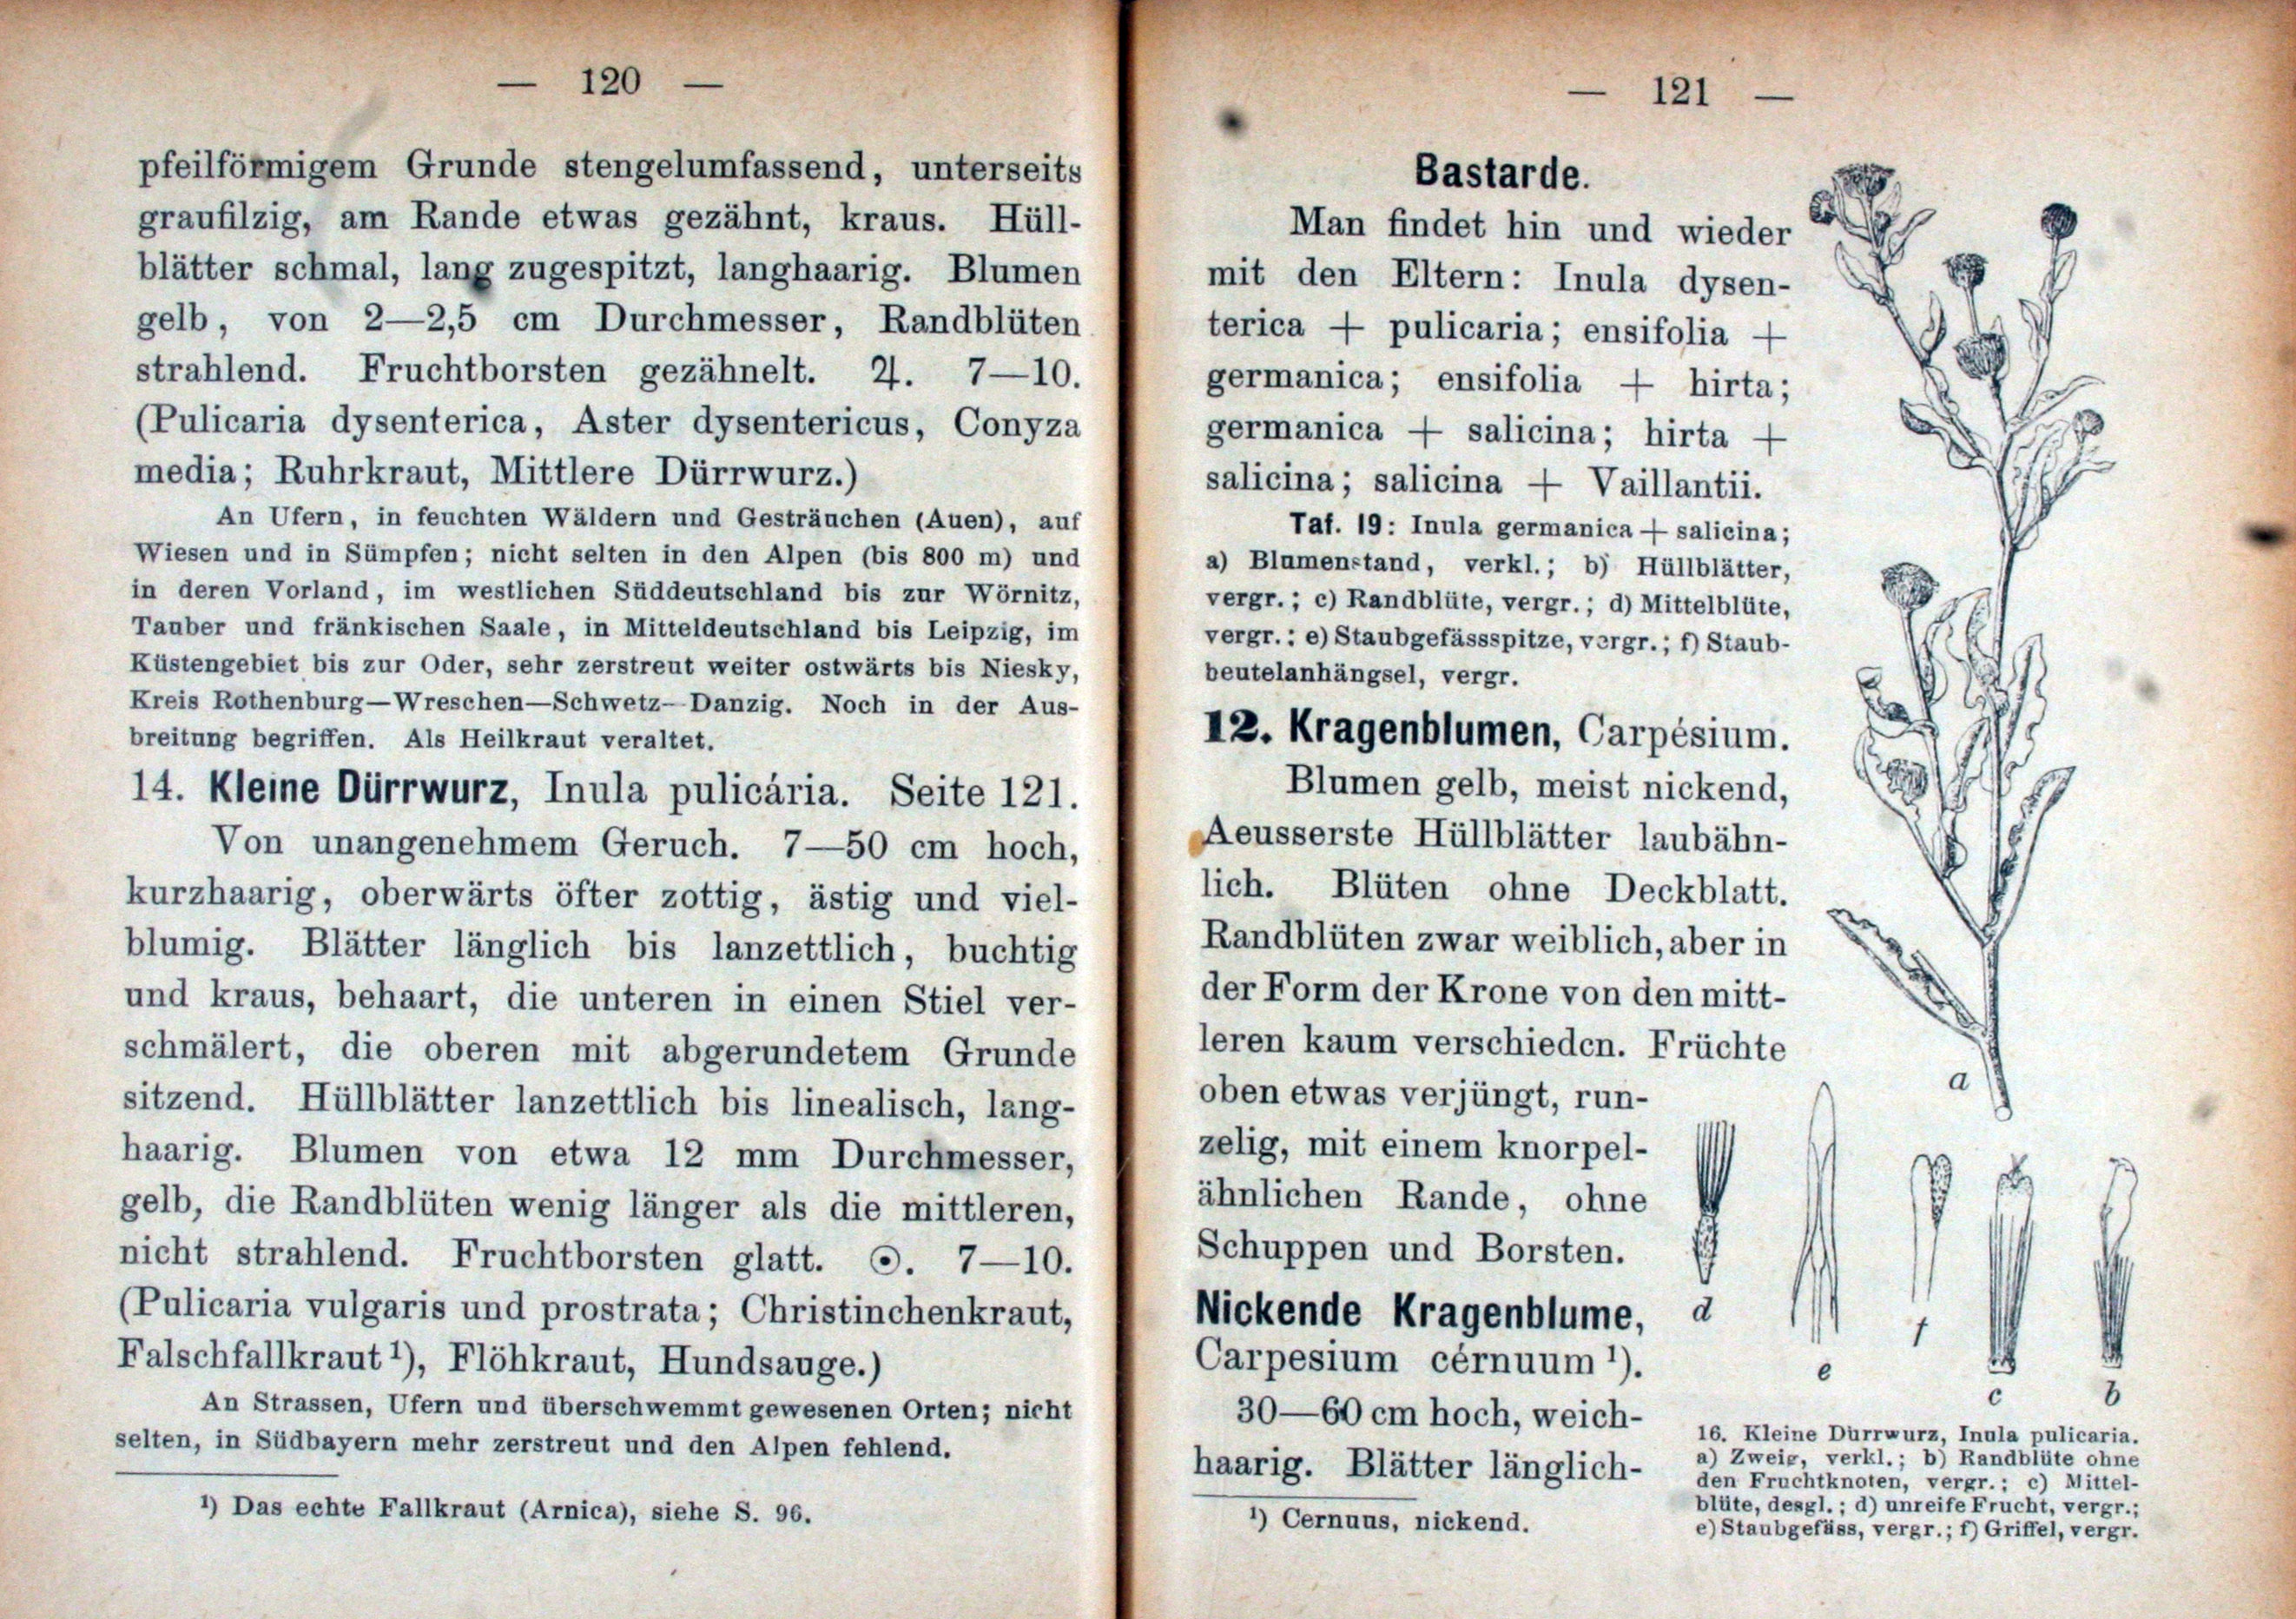 — 120 —
pfeilförmigem Grunde stengelumfassend, unterseits
graufilzig, am Rande etwas gezähnt, kraus. Hüll-
blätter schmal, lang zugespitzt, langhaarig. Blumen
gelb, von 2—2,5 cm Durchmesser, Randblüten
strahlend. Fruchtborsten gezähnelt. ♃. 7—10.
(Pulicaria dysenterica, Aster dysentericus, Conyza
media; Ruhrkraut, Mittlere Dürrwurz.)
An Ufern, in feuchten Wäldern und Gesträuchen (Auen), auf
Wiesen und in Sümpfen; nicht selten in den Alpen (bis 800 m) und
in deren Vorland, im westlichen Süddeutschland bis zur Wörnitz,
Tauber und fränkischen Saale, in Mitteldeutschland bis Leipzig, im
Küstengebiet bis zur Oder, sehr zerstreut weiter ostwärts bis Niesky,
Kreis Rothenburg—Wreschen—Schwetz—Danzig. Noch in der Aus-
breitung begriffen. Als Heilkraut veraltet.
14. Kleine Dürrwurz, Inula pulicária. Seite 121.
Von unangenehmem Geruch. 7—50 cm hoch,
kurzhaarig, oberwärts öfter zottig, ästig und viel-
blumig. Blätter länglich bis lanzettlich, buchtig
und kraus, behaart, die unteren in einen Stiel ver-
schmälert, die oberen mit abgerundetem Grunde
sitzend. Hüllblätter lanzettlich bis linealisch, lang-
haarig. Blumen von etwa 12 mm Durchmesser,
gelb, die Randblüten wenig länger als die mittleren,
nicht strahlend. Fruchtborsten glatt. ⊙. 7—10.
(Pulicaria vulgaris und prostrata; Christinchenkraut,
Falschfallkraut ¹), Flöhkraut, Hundsauge.)
An Strassen, Ufern und überschwemmt gewesenen Orten; nicht
selten, in Südbayern mehr zerstreut und den Alpen fehlend.
¹) Das echte Fallkraut (Arnica), siehe S. 96.
— 121 —
Bastarde.
Man findet hin und wieder
mit den Eltern: Inula dysen-
terica + pulicaria; ensifolia +
germanica; ensifolia + hirta;
germanica + salicina; hirta +
salicina; salicina + Vaillantii.
Taf. 19: Inula germanica + salicina;
a) Blumenstand, verkl.; b) Hüllblätter,
vergr.; c) Randblüte, vergr.; d) Mittelblüte,
vergr.: e) Staubgefässspitze, vergr.; f) Staub-
beutelanhängsel, vergr.
12. Kragenblumen, Carpésium.
Blumen gelb, meist nickend,
Aeusserste Hüllblätter laubähn-
lich. Blüten ohne Deckblatt.
Randblüten zwar weiblich, aber in
der Form der Krone von den mitt-
leren kaum verschieden. Früchte
oben etwas verjüngt, run-
zelig, mit einem knorpel-
ähnlichen Rande, ohne
Schuppen und Borsten.
Nickende Kragenblume,
Carpesium cérnuum ¹).
30—60 cm hoch, weich-
haarig. Blätter länglich-
¹) Cernuus, nickend.
a
d
e
f
c
b
16. Kleine Dürrwurz, Inula pulicaria.
a) Zweig, verkl.; b) Randblüte ohne
den Fruchtknoten, vergr.; c) Mittel-
blüte, desgl.; d) unreife Frucht, vergr.;
e) Staubgefäss, vergr.; f) Griffel, vergr.